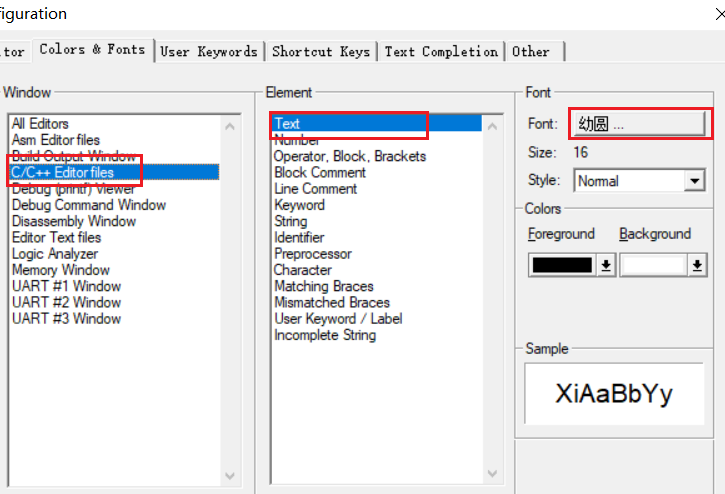 figuration
tor
Colors & Fonts
User Keywords
Shortcut Keys
Text Completion
Other
Window
All Editors
Asm Editor files
Build Output Window
C/C++ Editor files
Debug (printf) Viewer
Debug Command Window
Disassembly Window
Editor Text files
Logic Analyzer
Memory Window
UART #1 Window
UART #2 Window
UART #3 Window
Element
Text
Number
Operator, Block, Brackets
Block Comment
Line Comment
Keyword
String
Identifier
Preprocessor
Character
Matching Braces
Mismatched Braces
User Keyword / Label
Incomplete String
Font
Font: 幼圆 ...
Size: 16
Style: Normal
Colors
Foreground Background
Sample
XiAaBbYy